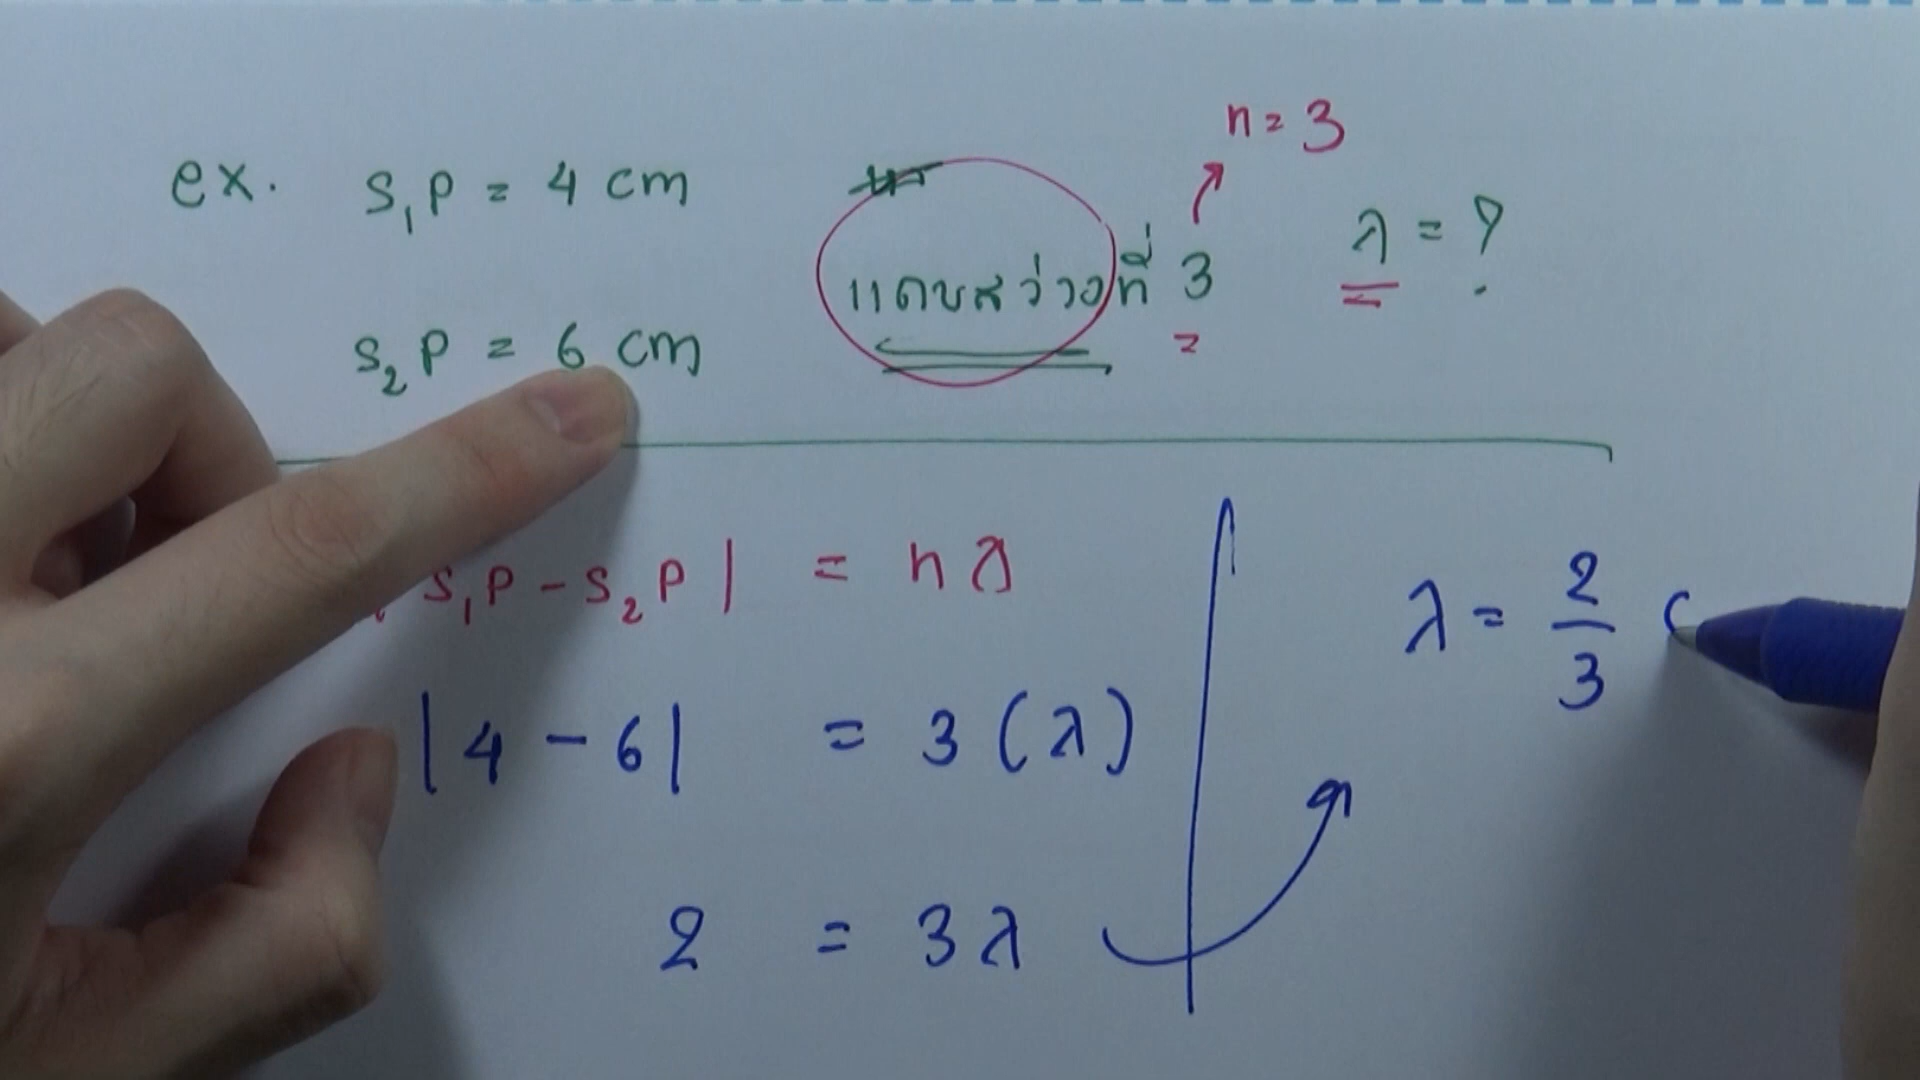 ex. S₁P = 4 cm
n = 3
แถบสว่างที่ 3
λ = ?
S₂P = 6 cm
S₁P - S₂P | = nλ
|4 - 6| = 3(λ)
2 = 3λ
λ = 2/3 c